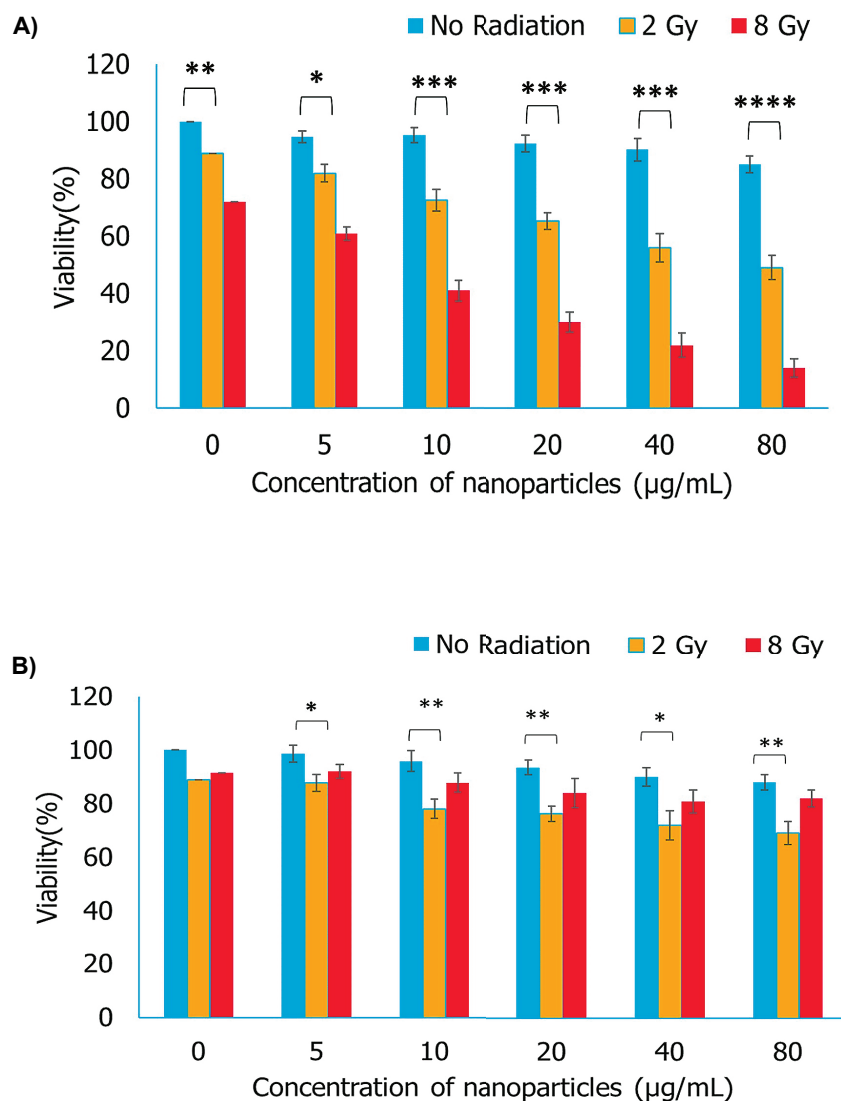 A)
No Radiation 2 Gy 8 Gy
120
100
80
60
40
20
0
Viability(%)
** * *** *** *** ****
0 5 10 20 40 80
Concentration of nanoparticles (µg/mL)
B)
No Radiation 2 Gy 8 Gy
120
100
80
60
40
20
0
Viability(%)
* ** ** * **
0 5 10 20 40 80
Concentration of nanoparticles (µg/mL)